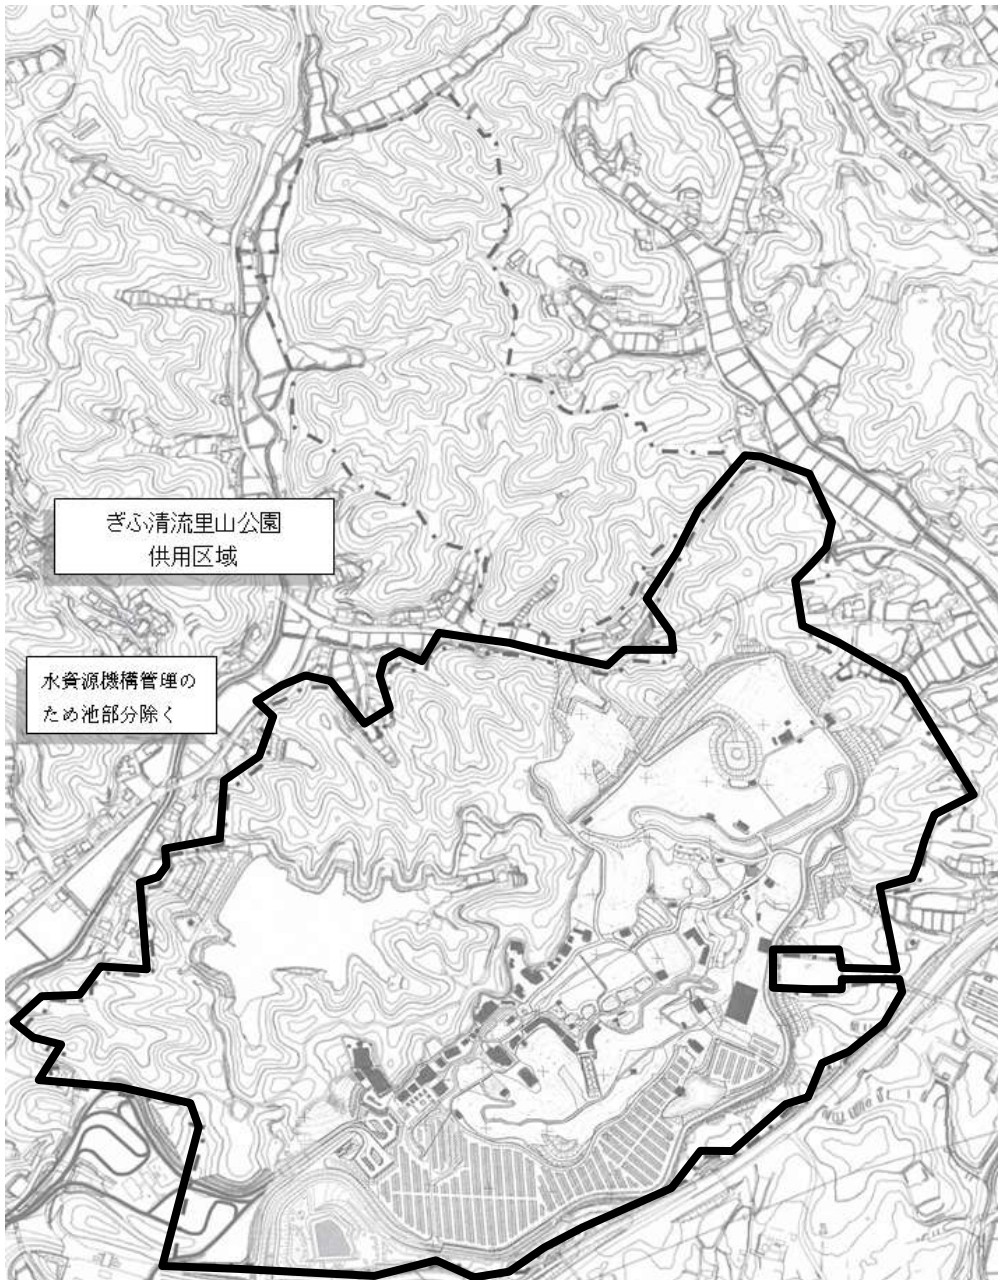 ぎふ清流里山公園
供用区域
水資源機構管理の
ため池部分除く